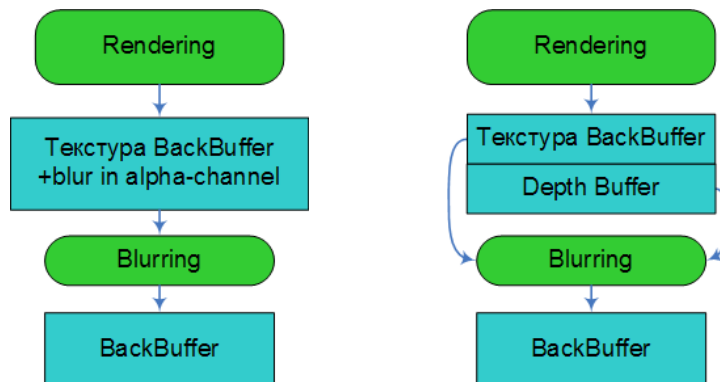 Rendering
Текстура BackBuffer
+blur in alpha-channel
Blurring
BackBuffer
Rendering
Текстура BackBuffer
Depth Buffer
Blurring
BackBuffer